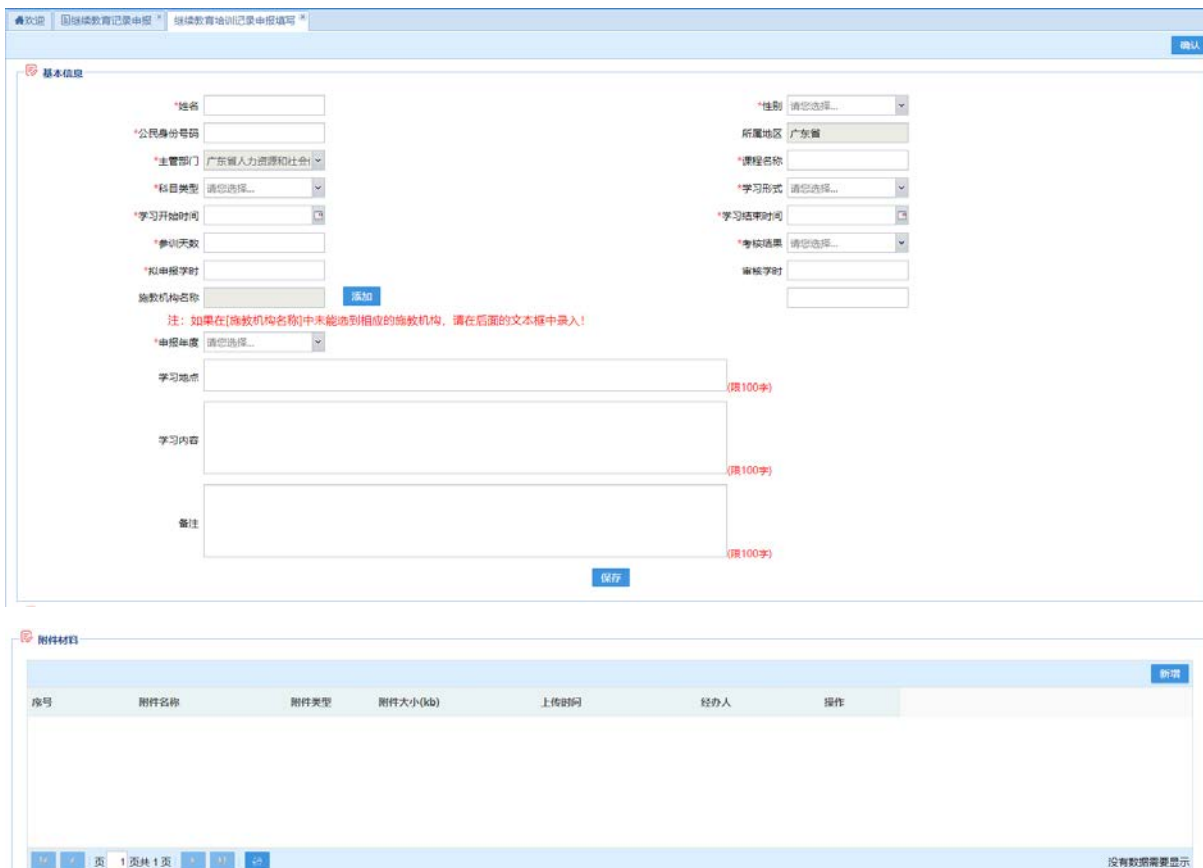 欢迎 继续教育记录申报 继续教育培训记录申报填写
确认
基本信息
*姓名 *性别 请您选择...
*公民身份号码 所属地区 广东省
*主管部门 广东省人力资源和社会 *课程名称
*科目类型 请您选择... *学习形式 请您选择...
*学习开始时间 *学习结束时间
*参训天数 *考核结果 请您选择...
*拟申报学时 审核学时
施教机构名称 添加
注：如果在[施教机构名称]中未能选到相应的施教机构，请在后面的文本框中录入！
*申报年度 请您选择...
学习地点 (限100字)
学习内容 (限100字)
备注 (限100字)
保存
附件材料
新增
序号 附件名称 附件类型 附件大小(kb) 上传时间 经办人 操作
页 1 页共 1 页 没有数据需要显示